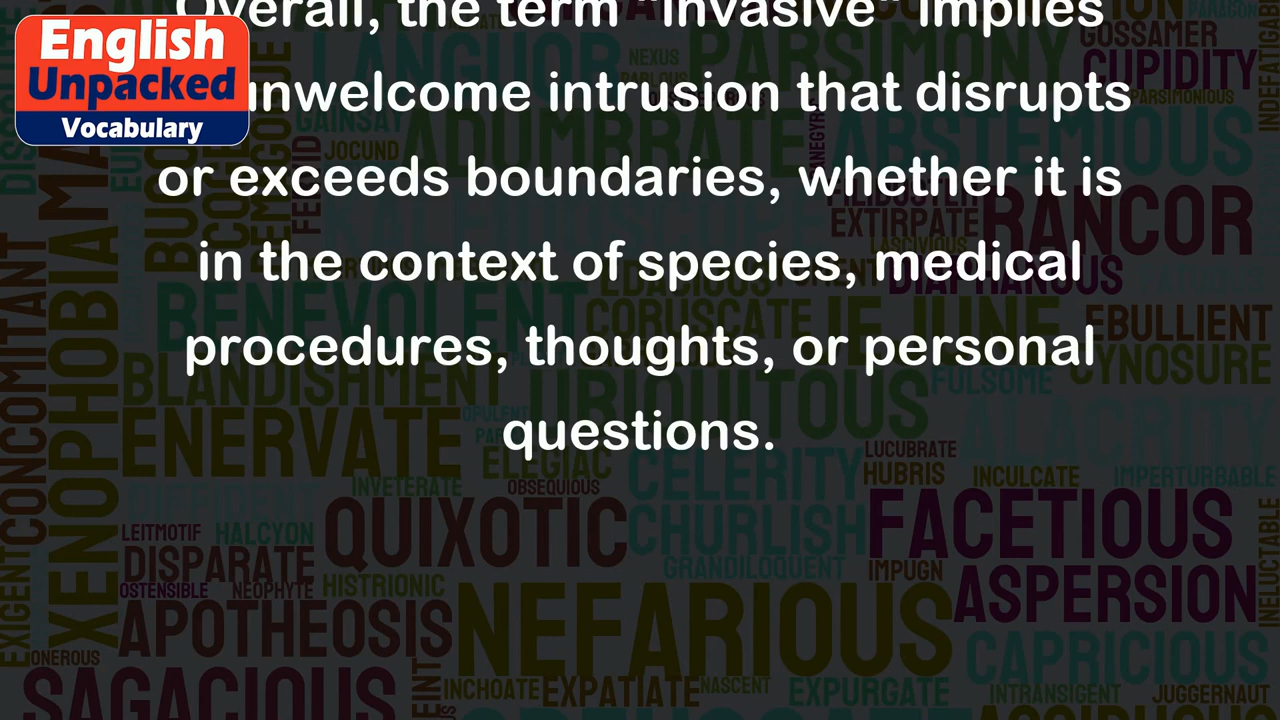 English
Unpacked
Vocabulary
Overall, the term "invasive" implies
unwelcome intrusion that disrupts
or exceeds boundaries, whether it is
in the context of species, medical
procedures, thoughts, or personal
questions.
LANGUOR
NEXUS
PARSIMONY
GOSSAMER
CUPIDITY
PARSIMONIOUS
INDEFATIGABLE
GAINSAY
JOCUND
ADUMBRATE
ABSTEMIOUS
EXTIRPATE
RANCOR
LASCIVIOUS
DIAPHANOUS
BENEVOLENT
CORUSCATE
JEJUNE
EBULLIENT
CYNOSURE
CONCOMITANT
XENOPHOBIA
BLANDISHMENT
UBIQUITOUS
FULSOME
ALACRITY
ENERVATE
OPULENT
ELEGIAC
CELERITY
LUCUBRATE
HUBRIS
INCULCATE
IMPERTURBABLE
DIFFIDENT
INVETERATE
OBSEQUIOUS
LEITMOTIF
HALCYON
QUIXOTIC
CHURLISH
FACETIOUS
DISPARATE
GRANDILOQUENT
IMPUGN
OSTENSIBLE
NEOPHYTE
HISTRIONIC
ASPERSION
INELUCTABLE
EXIGENT
APOTHEOSIS
NEFARIOUS
CAPRICIOUS
ONEROUS
SAGACIOUS
INCHOATE
EXPATIATE
NASCENT
EXPURGATE
INTRANSIGENT
JUGGERNAUT